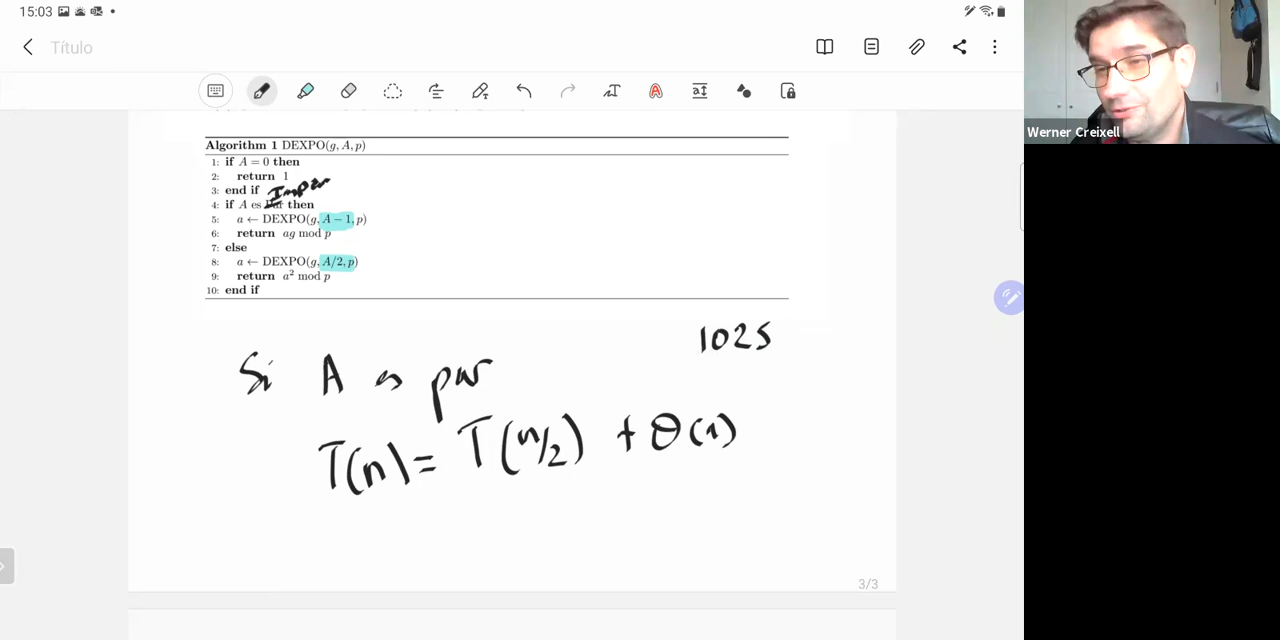 15:03
Título
Algorithm 1 DEXPO(g, A, p)
1: if A = 0 then
2: return 1
3: end if
Impar
4: if A es then
5: a ← DEXPO(g, A − 1, p)
6: return ag mod p
7: else
8: a ← DEXPO(g, A/2, p)
9: return a² mod p
10: end if
1025
Si A es par
T(n) = T(n/2) + Θ(1)
3/3
Werner Creixell